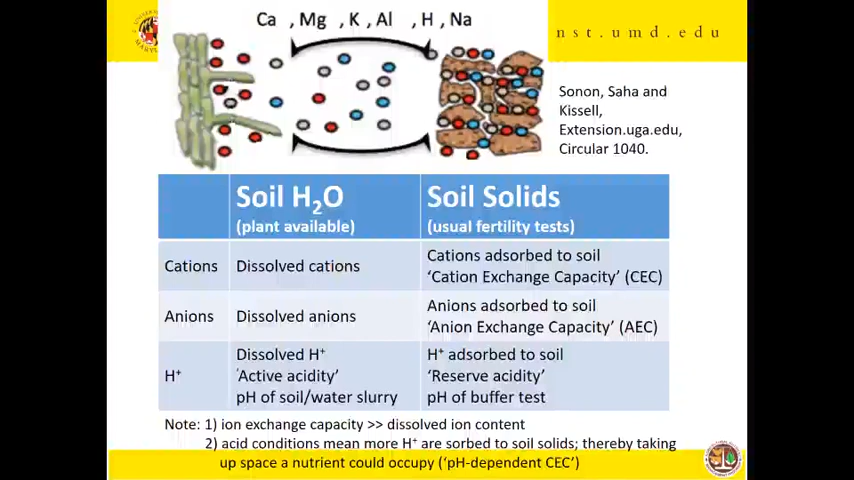 Ca , Mg , K , Al , H , Na
nst.umd.edu
Sonon, Saha and
Kissell,
Extension.uga.edu,
Circular 1040.
Soil H₂O
(plant available)
Soil Solids
(usual fertility tests)
Cations
Dissolved cations
Cations adsorbed to soil
‘Cation Exchange Capacity’ (CEC)
Anions
Dissolved anions
Anions adsorbed to soil
‘Anion Exchange Capacity’ (AEC)
H⁺
Dissolved H⁺
‘Active acidity’
pH of soil/water slurry
H⁺ adsorbed to soil
‘Reserve acidity’
pH of buffer test
Note: 1) ion exchange capacity >> dissolved ion content
2) acid conditions mean more H⁺ are sorbed to soil solids; thereby taking
up space a nutrient could occupy (‘pH-dependent CEC’)